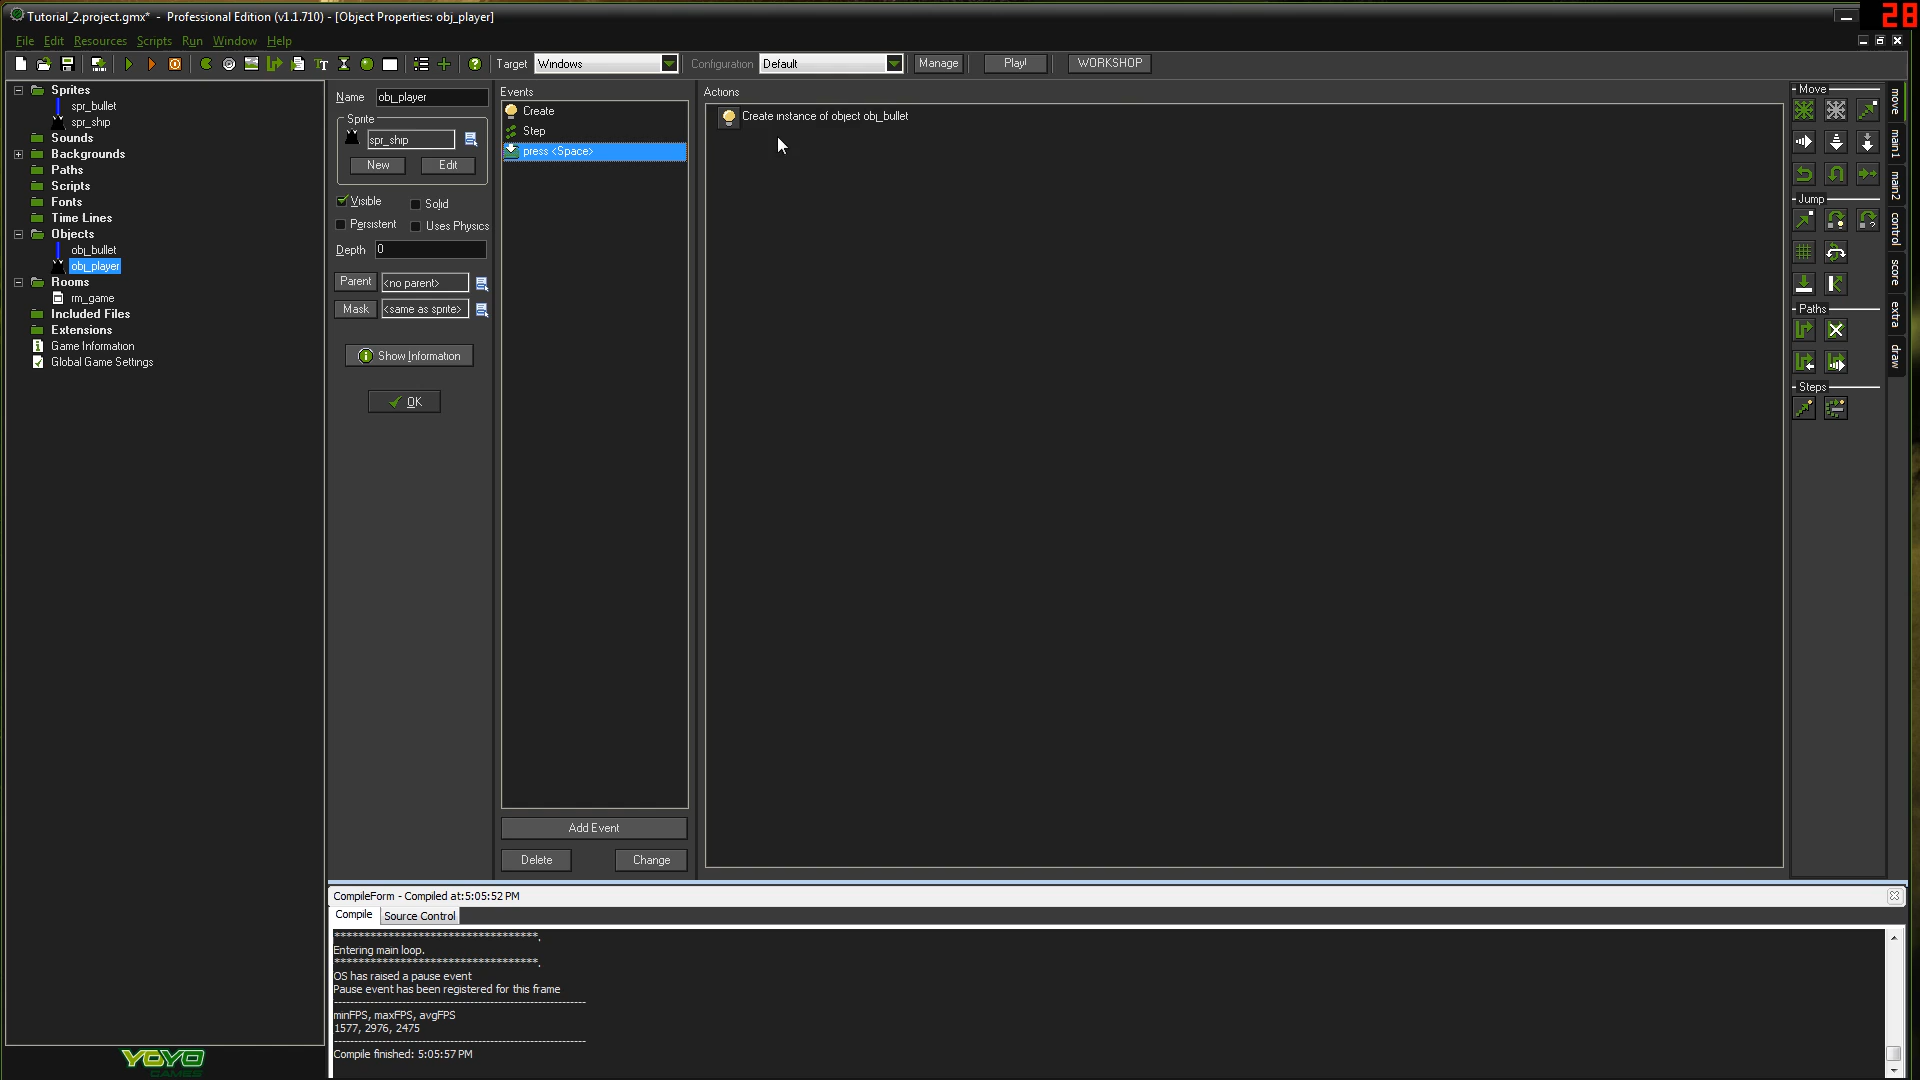 Tutorial_2.project.gmx* - Professional Edition (v1.1.710) - [Object Properties: obj_player]
28
File Edit Resources Scripts Run Window Help
Target Windows Configuration Default Manage Play! WORKSHOP
Sprites
spr_bullet
spr_ship
Sounds
Backgrounds
Paths
Scripts
Fonts
Time Lines
Objects
obj_bullet
obj_player
Rooms
rm_game
Included Files
Extensions
Game Information
Global Game Settings
YOYO
GAMES
Name obj_player
Sprite
spr_ship
New Edit
Visible Solid
Persistent Uses Physics
Depth 0
Parent <no parent>
Mask <same as sprite>
Show Information
OK
Events
Create
Step
press <Space>
Add Event
Delete Change
Actions
Create instance of object obj_bullet
Move
Jump
Paths
Steps
move
main1
main2
control
score
extra
draw
CompileForm - Compiled at:5:05:52 PM
Compile Source Control
***********************************.
Entering main loop.
***********************************.
OS has raised a pause event
Pause event has been registered for this frame
---------------------------------------------------------------
minFPS, maxFPS, avgFPS
1577, 2976, 2475
---------------------------------------------------------------
Compile finished: 5:05:57 PM